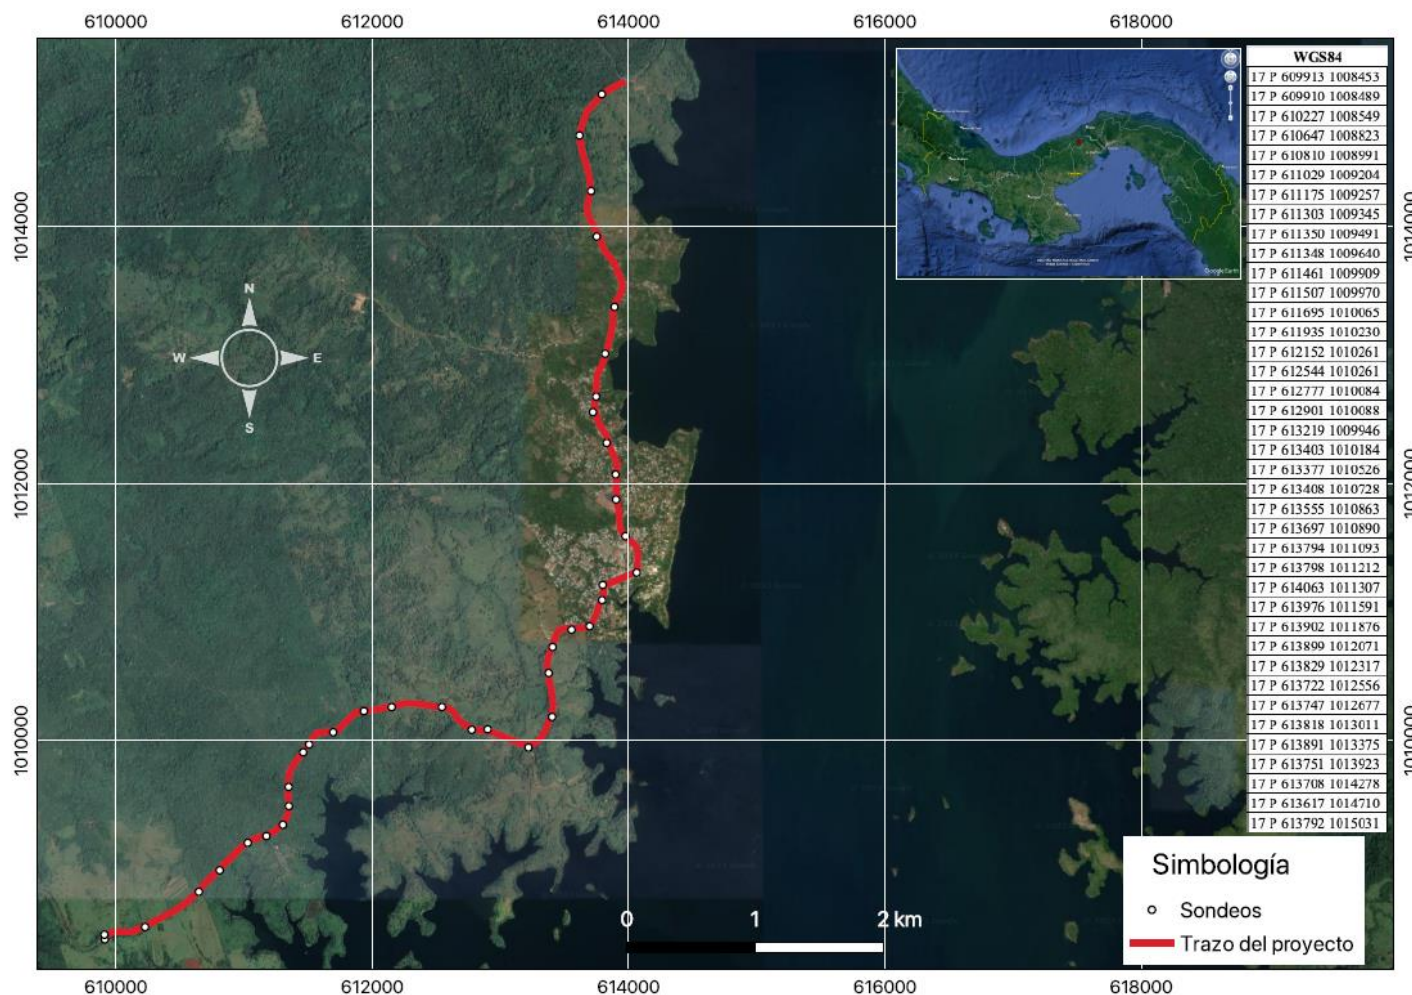 610000 612000 614000 616000 618000
WGS84
17 P 609913 1008453
17 P 609910 1008489
17 P 610227 1008549
17 P 610647 1008823
17 P 610810 1008991
17 P 611029 1009204
17 P 611175 1009257
17 P 611303 1009345
17 P 611350 1009491
17 P 611348 1009640
17 P 611461 1009909
17 P 611507 1009970
17 P 611695 1010065
17 P 611935 1010230
17 P 612152 1010261
17 P 612544 1010261
17 P 612777 1010084
17 P 612901 1010088
17 P 613219 1009946
17 P 613403 1010184
17 P 613377 1010526
17 P 613408 1010728
17 P 613555 1010863
17 P 613697 1010890
17 P 613794 1011093
17 P 613798 1011212
17 P 614063 1011307
17 P 613976 1011591
17 P 613902 1011876
17 P 613899 1012071
17 P 613829 1012317
17 P 613722 1012556
17 P 613747 1012677
17 P 613818 1013011
17 P 613891 1013375
17 P 613751 1013923
17 P 613708 1014278
17 P 613617 1014710
17 P 613792 1015031
Google Earth
1014000 1014000
N
W E
S
1012000 1012000
1010000 1010000
0 1 2 km
Simbología
Sondeos
Trazo del proyecto
610000 612000 614000 616000 618000